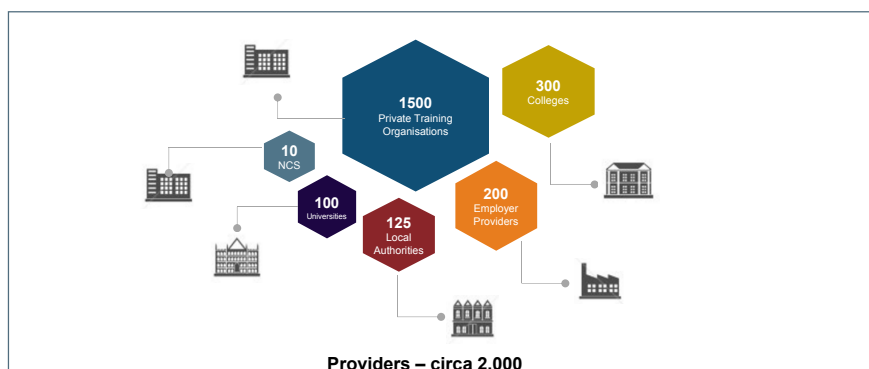 1500
Private Training
Organisations
300
Colleges
10
NCS
100
Universities
125
Local
Authorities
200
Employer
Providers
Providers – circa 2,000